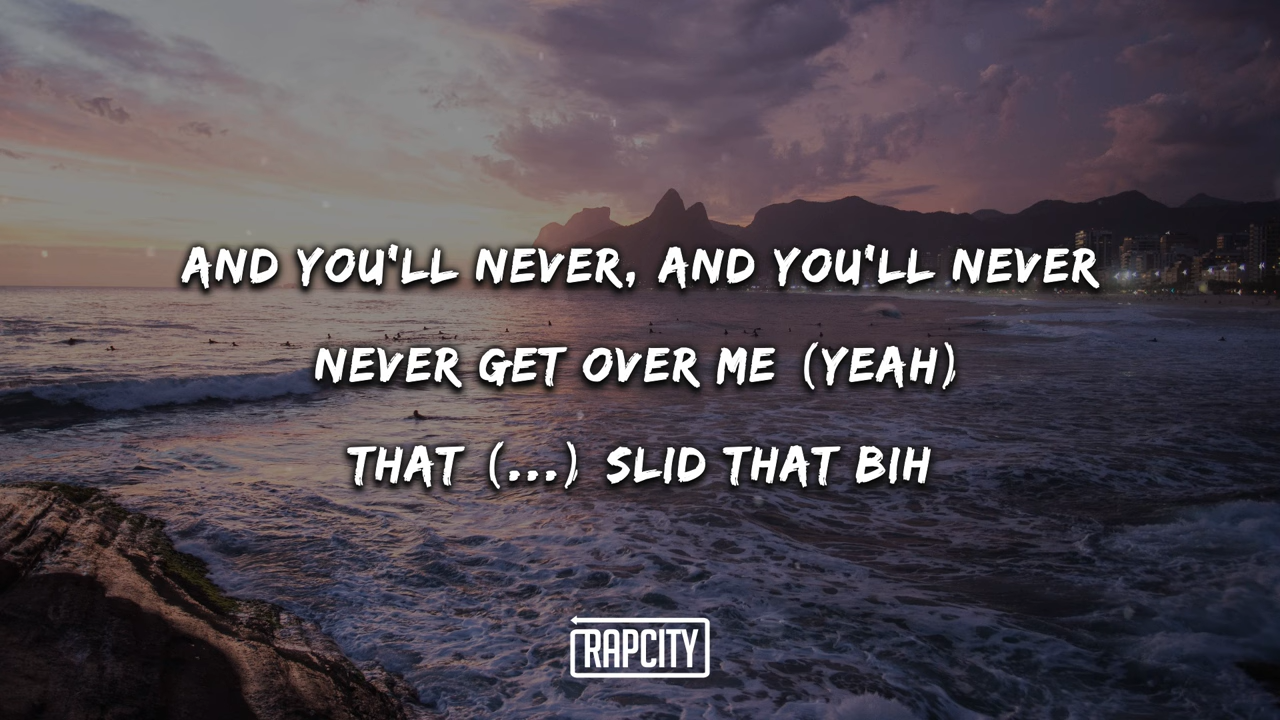 AND YOU'LL NEVER, AND YOU'LL NEVER
NEVER GET OVER ME (YEAH)
THAT (...) SLID THAT BIH
RAPCITY